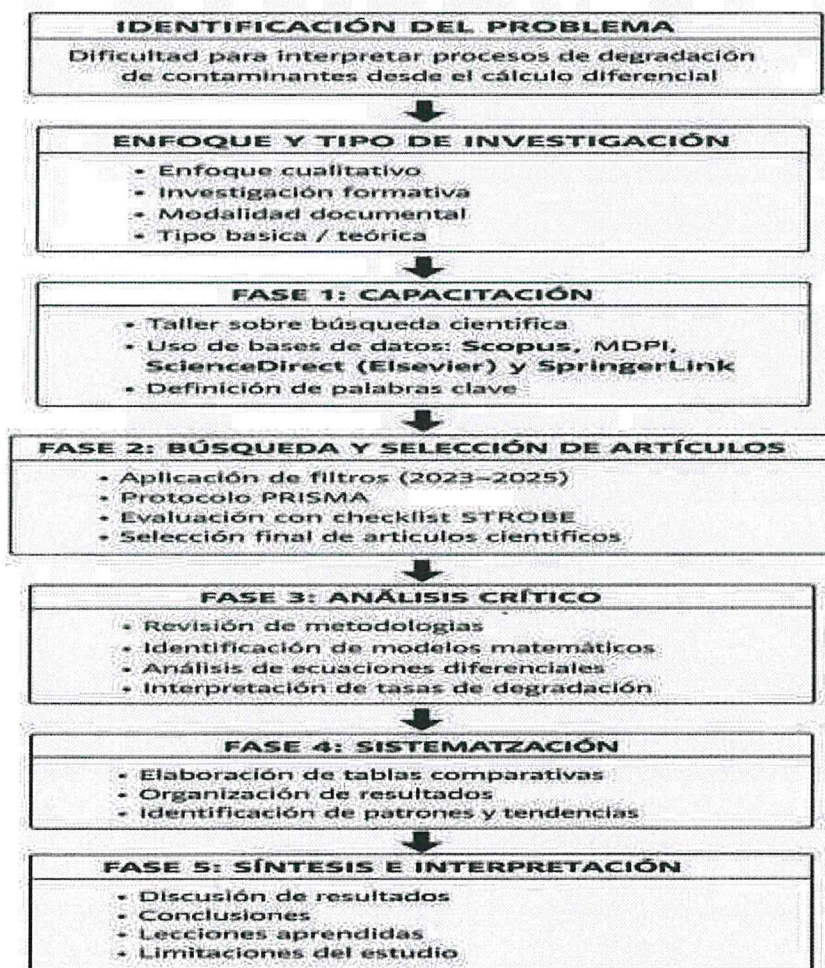 IDENTIFICACIÓN DEL PROBLEMA
Dificultad para interpretar procesos de degradación
de contaminantes desde el cálculo diferencial
ENFOQUE Y TIPO DE INVESTIGACIÓN
• Enfoque cualitativo
• Investigación formativa
• Modalidad documental
• Tipo basica / teórica
FASE 1: CAPACITACIÓN
• Taller sobre búsqueda científica
• Uso de bases de datos: Scopus, MDPI,
ScienceDirect (Elsevier) y SpringerLink
• Definición de palabras clave
FASE 2: BÚSQUEDA Y SELECCIÓN DE ARTÍCULOS
• Aplicación de filtros (2023–2025)
• Protocolo PRISMA
• Evaluación con checklist STROBE
• Selección final de articulos cientificos
FASE 3: ANÁLISIS CRÍTICO
• Revisión de metodologias
• Identificación de modelos matemáticos
• Análisis de ecuaciones diferenciales
• Interpretación de tasas de degradación
FASE 4: SISTEMATZACIÓN
• Elaboración de tablas comparativas
• Organización de resultados
• Identificación de patrones y tendencias
FASE 5: SÍNTESIS E INTERPRETACIÓN
• Discusión de resultados
• Conclusiones
• Lecciones aprendidas
• Limitaciones del estudio